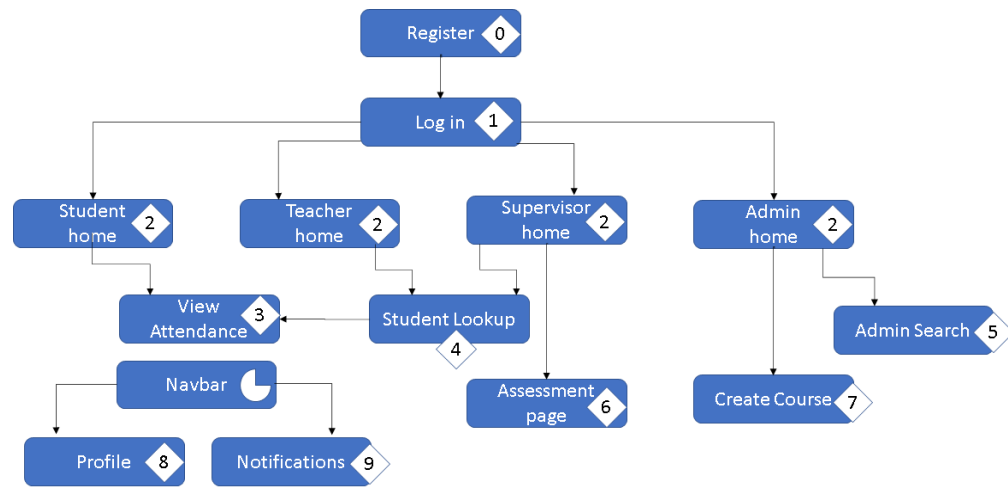 Register 0
Log in 1
Student
home 2
Teacher
home 2
Supervisor
home 2
Admin
home 2
View
Attendance 3
Student Lookup
4
Admin Search 5
Navbar
Assessment
page 6
Create Course 7
Profile 8
Notifications 9